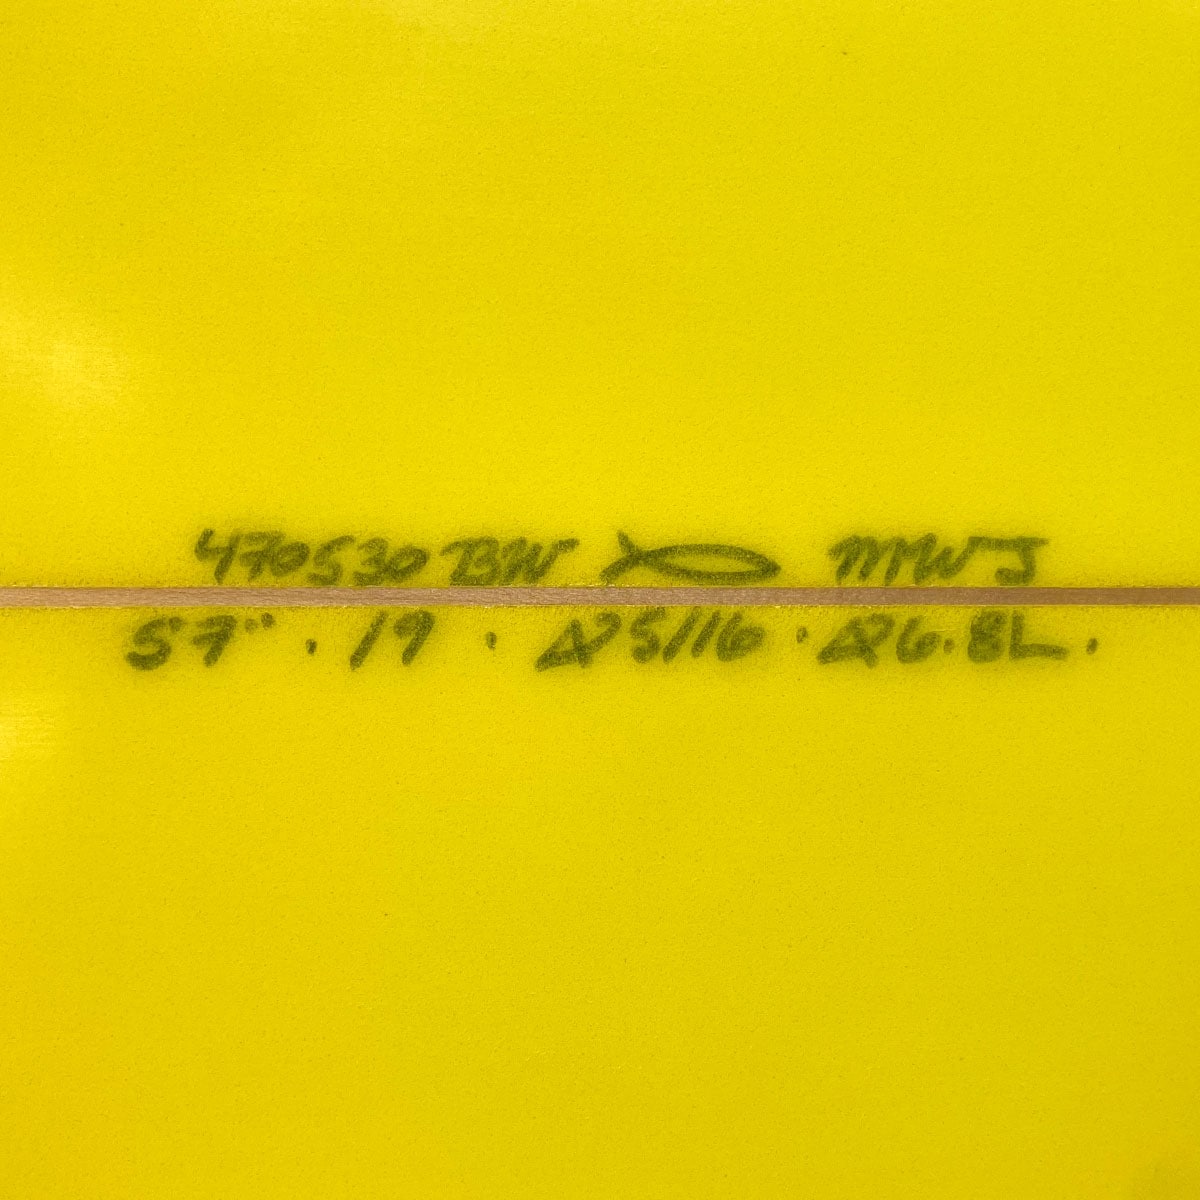 470530 BW MMWJ
5'7" . 19 . 2 5/16 . 26.8L .